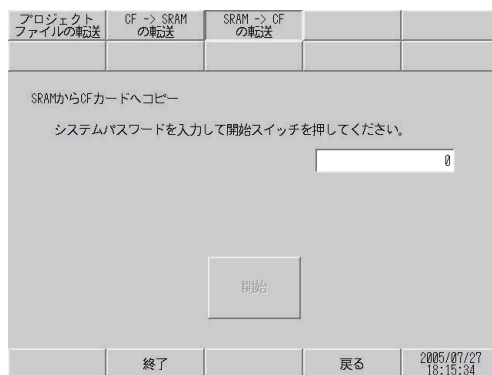 プロジェクト
ファイルの転送
CF -> SRAM
の転送
SRAM -> CF
の転送
SRAMからCFカードへコピー
システムパスワードを入力して開始スイッチを押してください。
0
開始
終了
戻る
2005/07/27
18:15:34